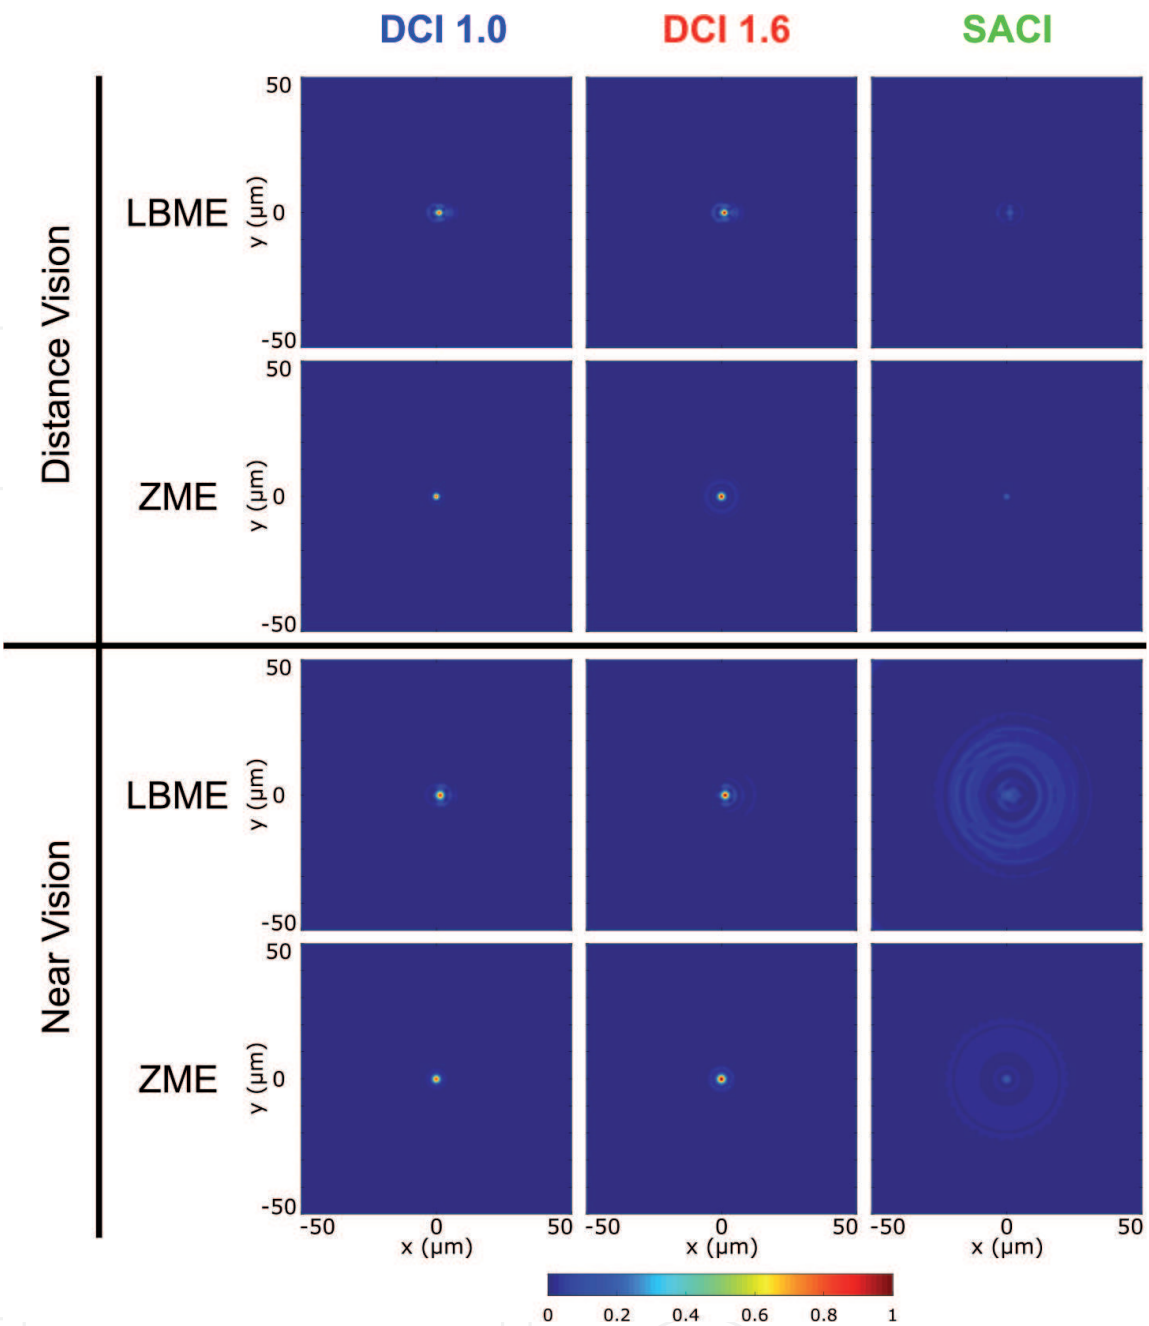 DCI 1.0 DCI 1.6 SACI
Distance Vision
LBME
50
y (µm)
0
-50
ZME
50
y (µm)
0
-50
Near Vision
LBME
50
y (µm)
0
-50
ZME
50
y (µm)
0
-50
-50 0 50 -50 0 50 -50 0 50
x (µm) x (µm) x (µm)
0 0.2 0.4 0.6 0.8 1